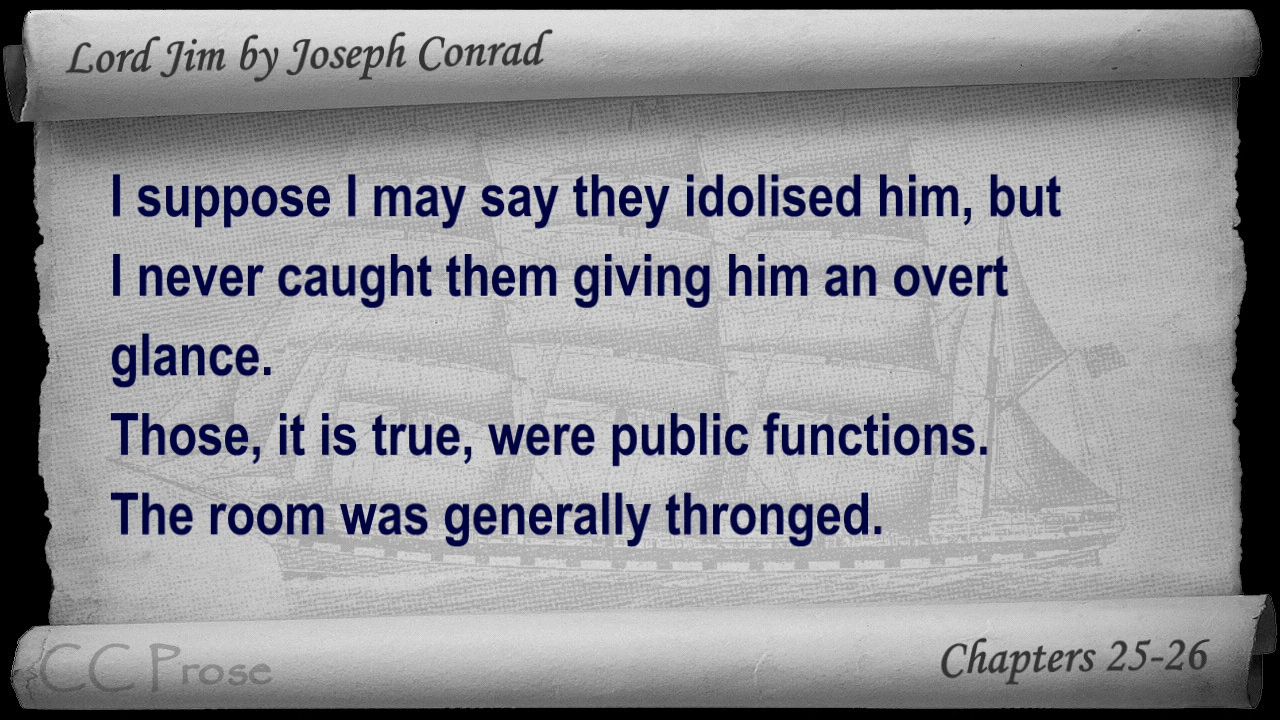 Lord Jim by Joseph Conrad
I suppose I may say they idolised him, but
I never caught them giving him an overt
glance.
Those, it is true, were public functions.
The room was generally thronged.
CC Prose
Chapters 25-26